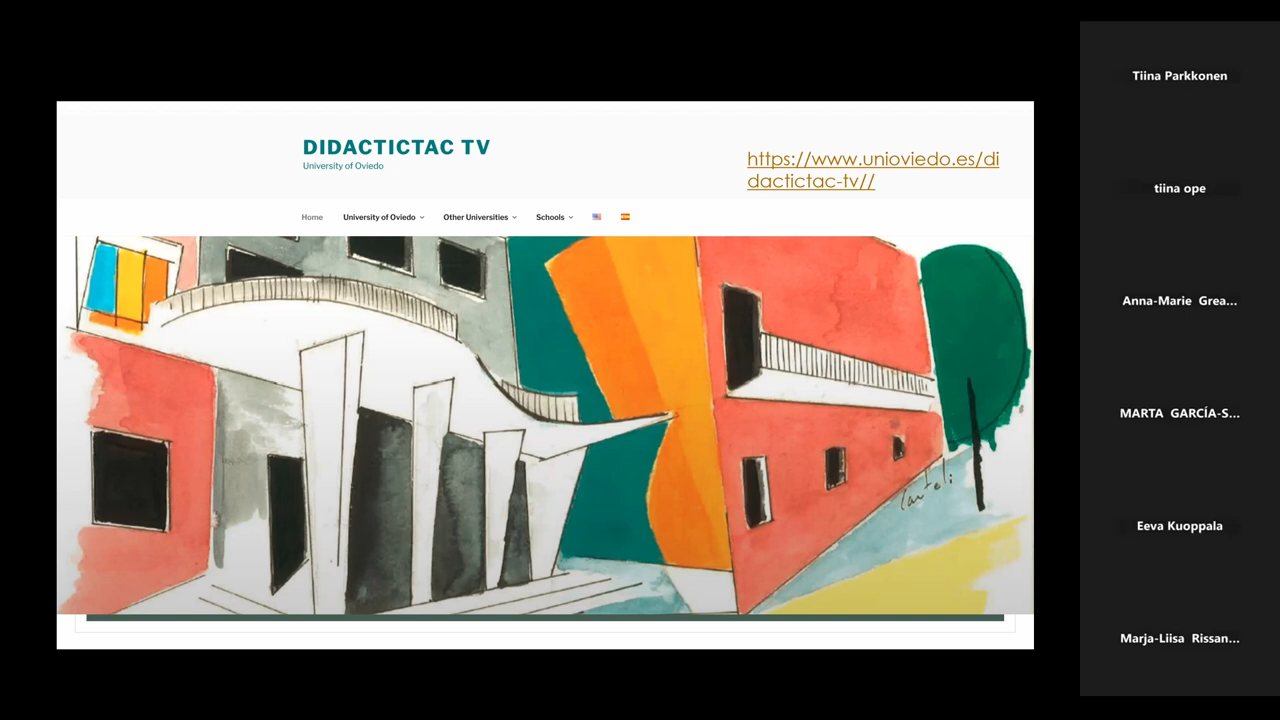 DIDACTICTAC TV
University of Oviedo
https://www.unioviedo.es/di
dactictac-tv//
Home University of Oviedo Other Universities Schools
Tiina Parkkonen
tiina ope
Anna-Marie Grea...
MARTA GARCÍA-S...
Eeva Kuoppala
Marja-Liisa Rissan...